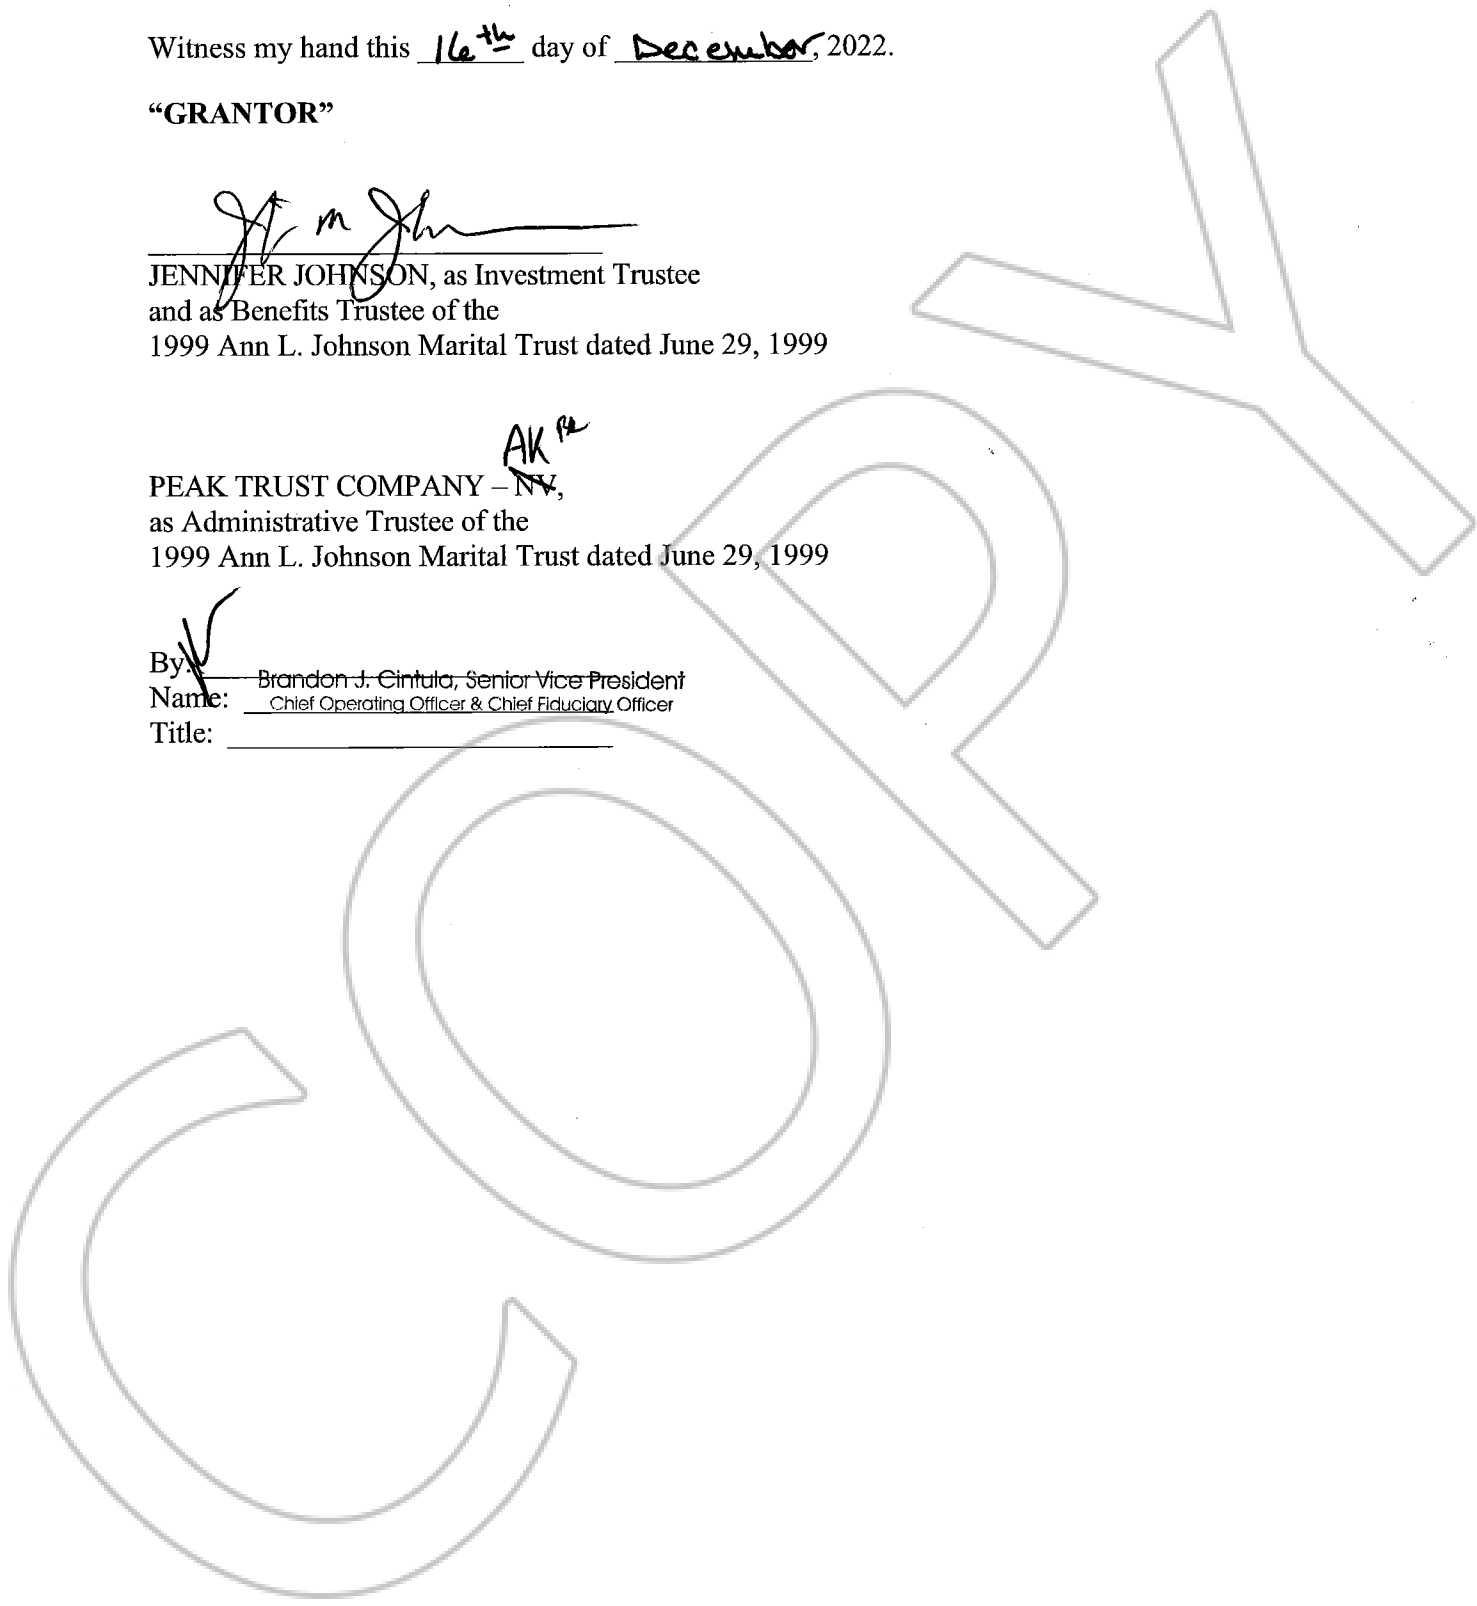 Witness my hand this 16th day of December, 2022.
“GRANTOR”
JENNIFER JOHNSON, as Investment Trustee
and as Benefits Trustee of the
1999 Ann L. Johnson Marital Trust dated June 29, 1999
AK
PEAK TRUST COMPANY – NV,
as Administrative Trustee of the
1999 Ann L. Johnson Marital Trust dated June 29, 1999
By:
Brandon J. Cintula, Senior Vice President
Name: Chief Operating Officer & Chief Fiduciary Officer
Title:
COPY